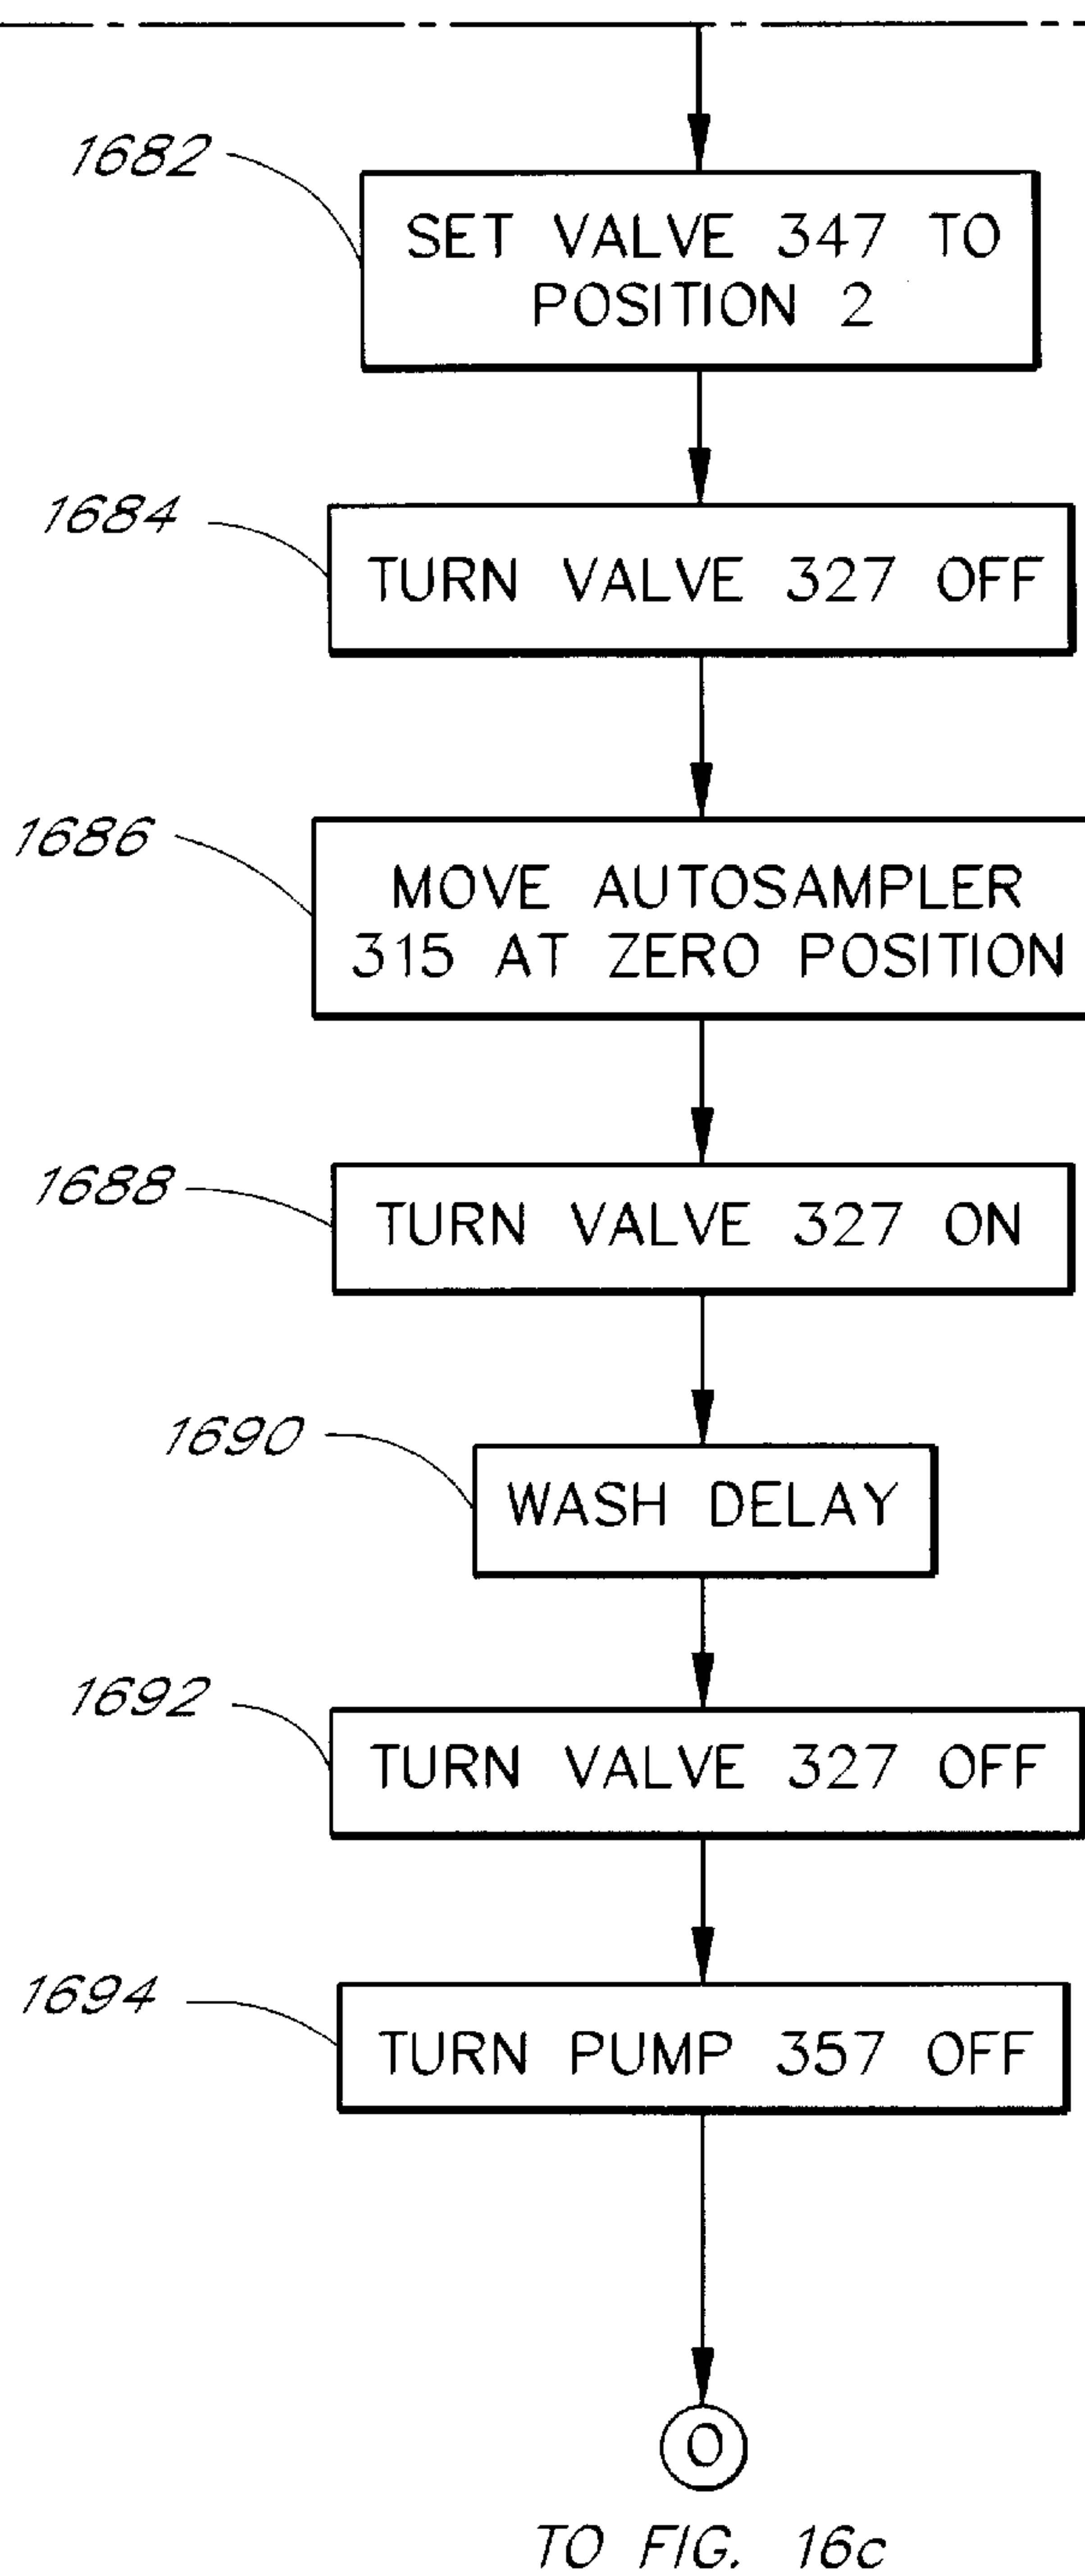 1682
SET VALVE 347 TO
POSITION 2
1684
TURN VALVE 327 OFF
1686
MOVE AUTOSAMPLER
315 AT ZERO POSITION
1688
TURN VALVE 327 ON
1690
WASH DELAY
1692
TURN VALVE 327 OFF
1694
TURN PUMP 357 OFF
O
TO FIG. 16c